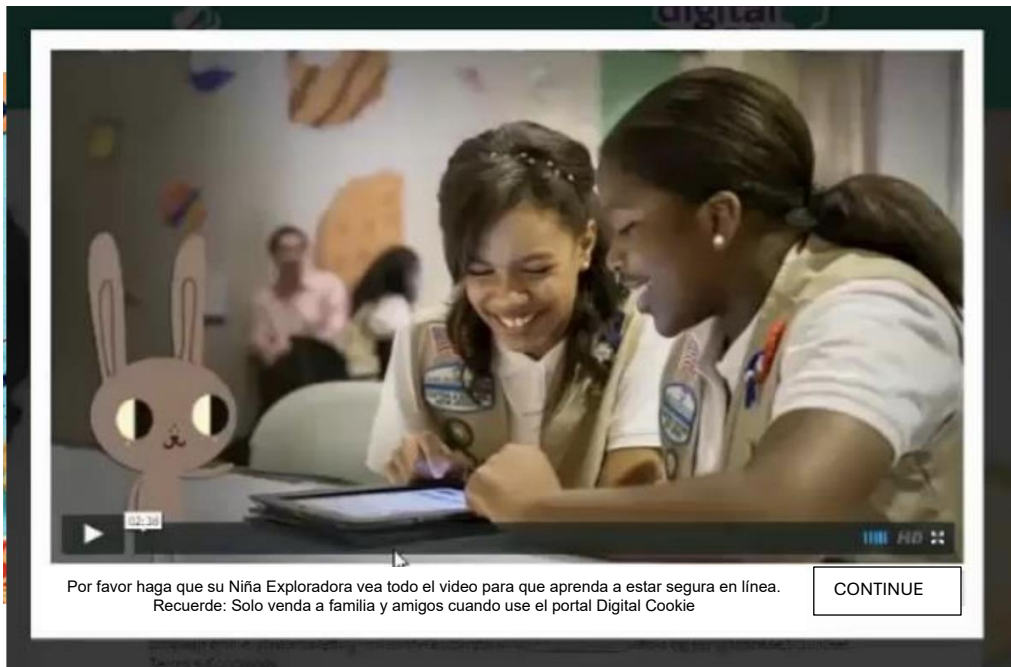 digital
02:36
HD
Por favor haga que su Niña Exploradora vea todo el video para que aprenda a estar segura en línea.
Recuerde: Solo venda a familia y amigos cuando use el portal Digital Cookie
CONTINUE